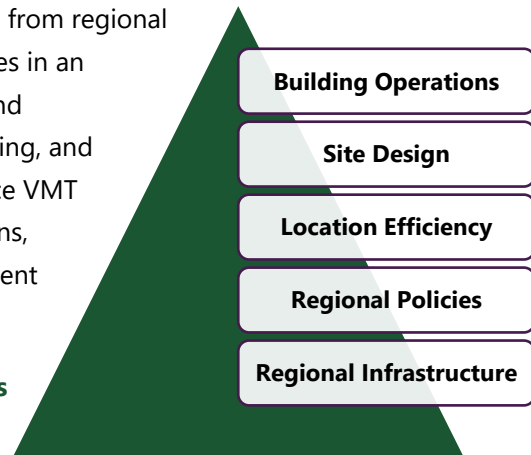 from regional
es in an
nd
ing, and
ce VMT
ns,
ent
s
Building Operations
Site Design
Location Efficiency
Regional Policies
Regional Infrastructure